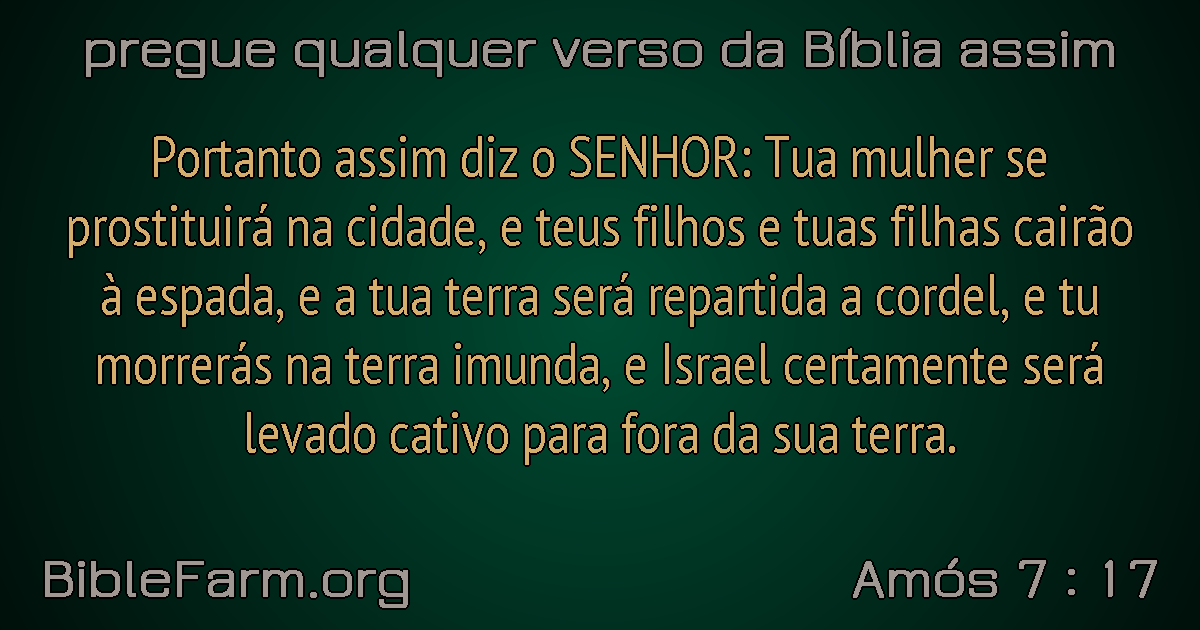 pregue qualquer verso da Bíblia assim
Portanto assim diz o SENHOR: Tua mulher se
prostituirá na cidade, e teus filhos e tuas filhas cairão
à espada, e a tua terra será repartida a cordel, e tu
morrerás na terra imunda, e Israel certamente será
levado cativo para fora da sua terra.
BibleFarm.org
Amós 7 : 17